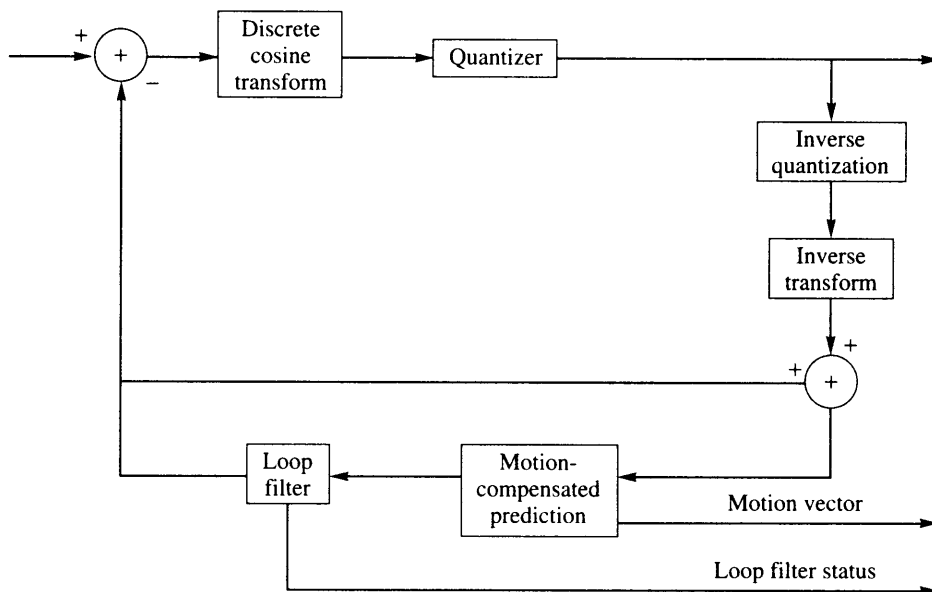 +
+
−
Discrete
cosine
transform
Quantizer
Inverse
quantization
Inverse
transform
+
+
+
Loop
filter
Motion-
compensated
prediction
Motion vector
Loop filter status